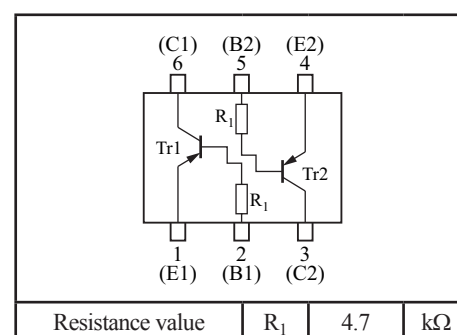 (C1) (B2) (E2)
6 5 4
R1
Tr1
Tr2
R1
1 2 3
(E1) (B1) (C2)
Resistance value R1 4.7 kΩ